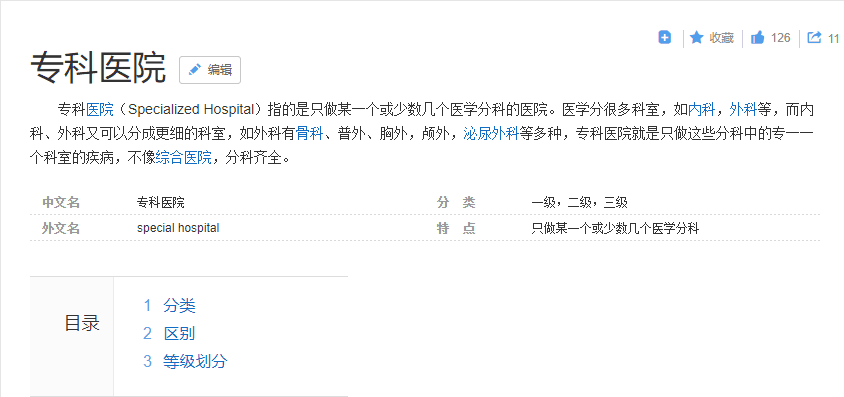 收藏 126 11
专科医院 编辑
专科医院（Specialized Hospital）指的是只做某一个或少数几个医学分科的医院。医学分很多科室，如内科，外科等，而内
科、外科又可以分成更细的科室，如外科有骨科、普外、胸外，颅外，泌尿外科等多种，专科医院就是只做这些分科中的专一一
个科室的疾病，不像综合医院，分科齐全。
中文名 专科医院 分 类 一级，二级，三级
外文名 special hospital 特 点 只做某一个或少数几个医学分科
目录
1 分类
2 区别
3 等级划分